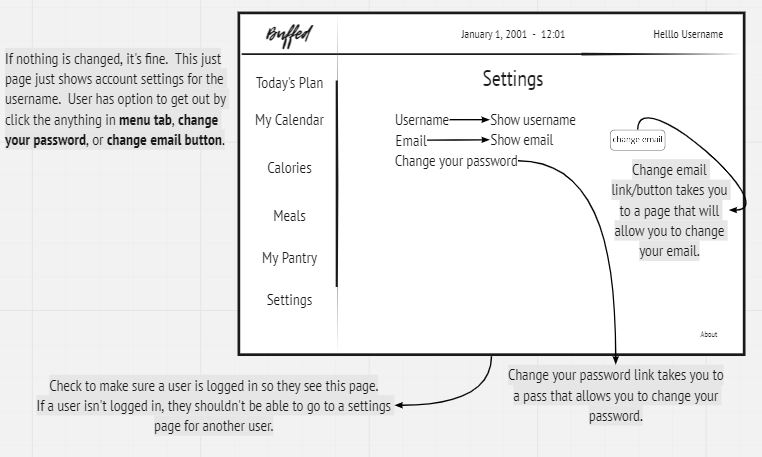 Buffed
January 1, 2001 - 12:01
Helllo Username
If nothing is changed, it's fine. This just
page just shows account settings for the
username. User has option to get out by
click the anything in menu tab, change
your password, or change email button.
Today's Plan
My Calendar
Calories
Meals
My Pantry
Settings
Settings
Username
Show username
Email
Show email
Change your password
change email
Change email
link/button takes you
to a page that will
allow you to change
your email.
About
Check to make sure a user is logged in so they see this page.
If a user isn't logged in, they shouldn't be able to go to a settings
page for another user.
Change your password link takes you to
a pass that allows you to change your
password.